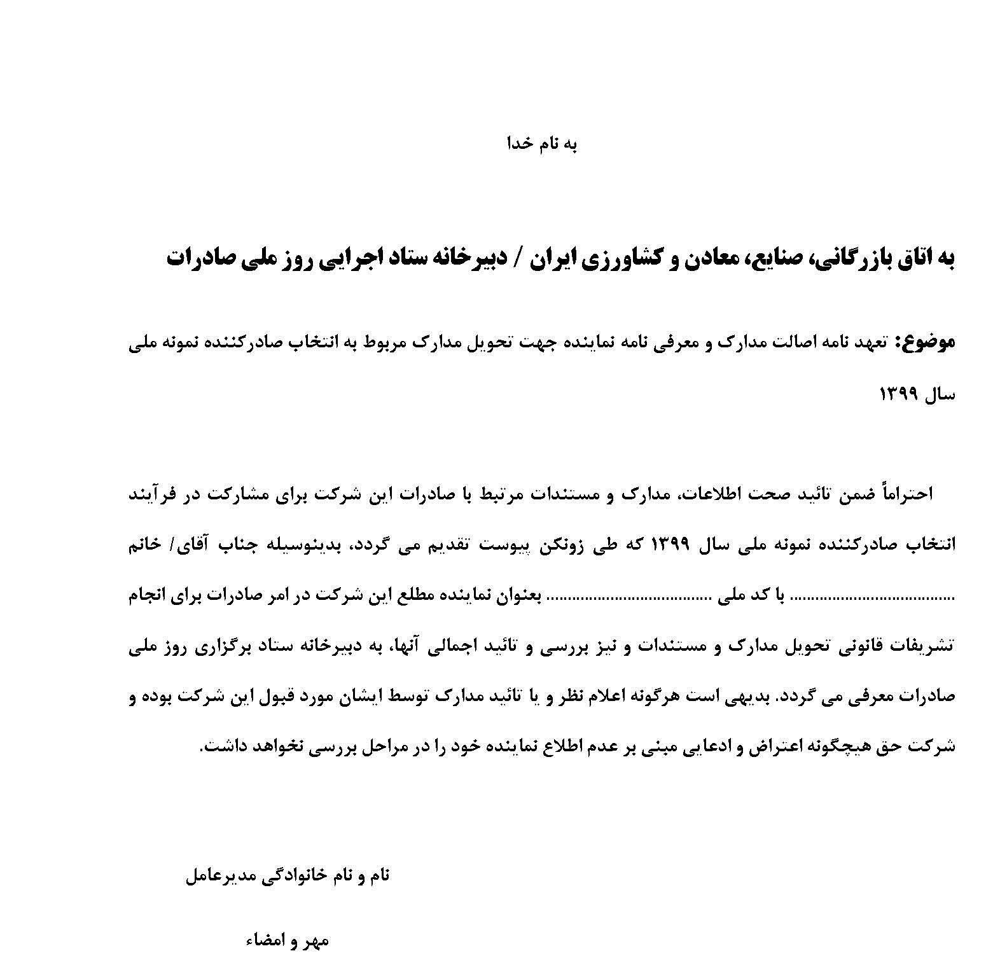 به نام خدا
به اتاق بازرگانی، صنایع، معادن و کشاورزی ایران / دبیرخانه ستاد اجرایی روز ملی صادرات
موضوع: تعهد نامه اصالت مدارک و معرفی نامه نماینده جهت تحویل مدارک مربوط به انتخاب صادرکننده نمونه ملی
سال ۱۳۹۹
احتراماً ضمن تائید صحت اطلاعات، مدارک و مستندات مرتبط با صادرات این شرکت برای مشارکت در فرآیند
انتخاب صادرکننده نمونه ملی سال ۱۳۹۹ که طی زونکن پیوست تقدیم می گردد، بدینوسیله جناب آقای/ خانم
....................................... با کد ملی ....................................... بعنوان نماینده مطلع این شرکت در امر صادرات برای انجام
تشریفات قانونی تحویل مدارک و مستندات و نیز بررسی و تائید اجمالی آنها، به دبیرخانه ستاد برگزاری روز ملی
صادرات معرفی می گردد. بدیهی است هرگونه اعلام نظر و یا تائید مدارک توسط ایشان مورد قبول این شرکت بوده و
شرکت حق هیچگونه اعتراض و ادعایی مبنی بر عدم اطلاع نماینده خود را در مراحل بررسی نخواهد داشت.
نام و نام خانوادگی مدیرعامل
مهر و امضاء